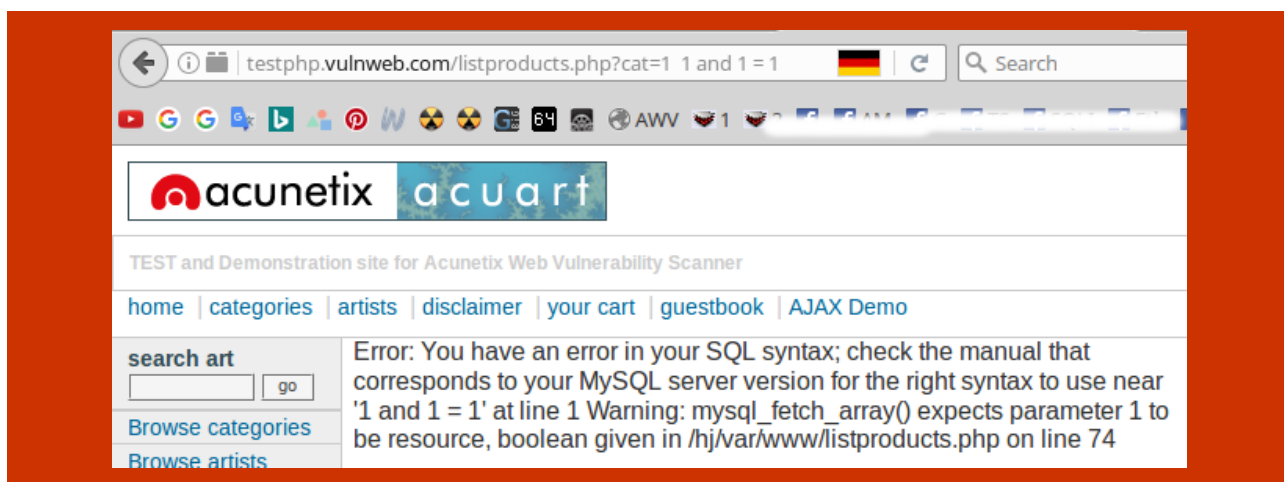 testphp.vulnweb.com/listproducts.php?cat=1 1 and 1 = 1
Search
G G 64 AWV 1
acunetix acuart
TEST and Demonstration site for Acunetix Web Vulnerability Scanner
home | categories | artists | disclaimer | your cart | guestbook | AJAX Demo
search art
go
Browse categories
Browse artists
Error: You have an error in your SQL syntax; check the manual that
corresponds to your MySQL server version for the right syntax to use near
'1 and 1 = 1' at line 1 Warning: mysql_fetch_array() expects parameter 1 to
be resource, boolean given in /hj/var/www/listproducts.php on line 74